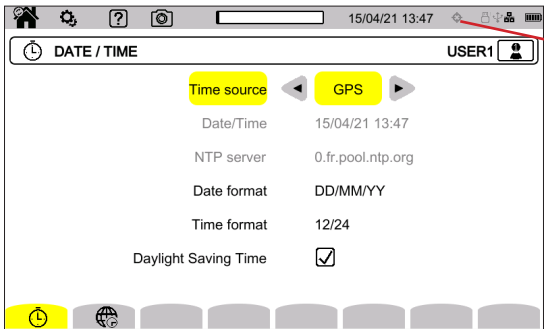 ? 15/04/21 13:47
DATE / TIME USER1
Time source GPS
Date/Time 15/04/21 13:47
NTP server 0.fr.pool.ntp.org
Date format DD/MM/YY
Time format 12/24
Daylight Saving Time